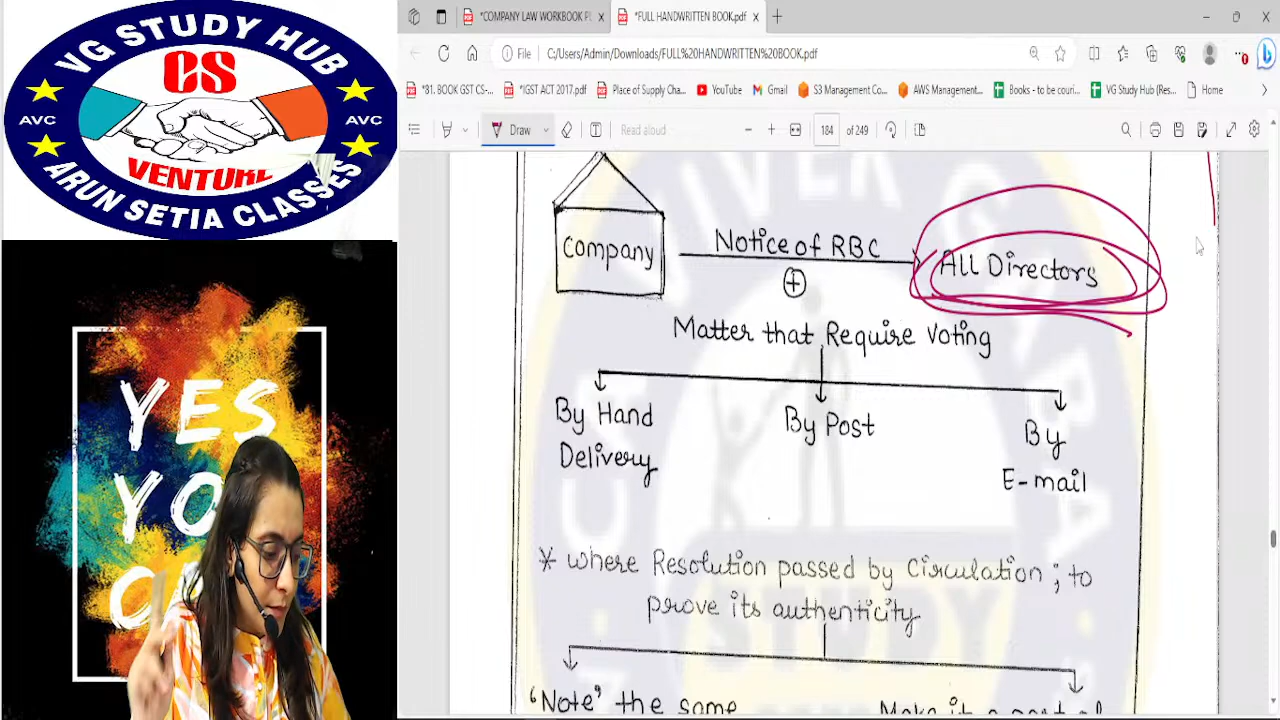 VG STUDY HUB
CS
AVC
AVC
VENTURE
ARUN SETIA CLASSES
YES
YO
*COMPANY LAW WORKBOOK
*FULL HANDWRITTEN BOOK.pdf
File
C:/Users/Admin/Downloads/FULL%20HANDWRITTEN%20BOOK.pdf
*81. BOOK GST CS-...
*IGST ACT 2017.pdf
Place of Supply Cha...
YouTube
Gmail
S3 Management Co...
AWS Management...
Books - to be couri...
VG Study Hub (Res...
Home
Draw
Read aloud
184
of 249
Company
Notice of RBC
All Directors
+
Matter that Require Voting
By Hand
Delivery
By Post
By
E-mail
* where Resolution passed by Circulation ; to
prove its authenticity
"Note" the same
Make it a part of